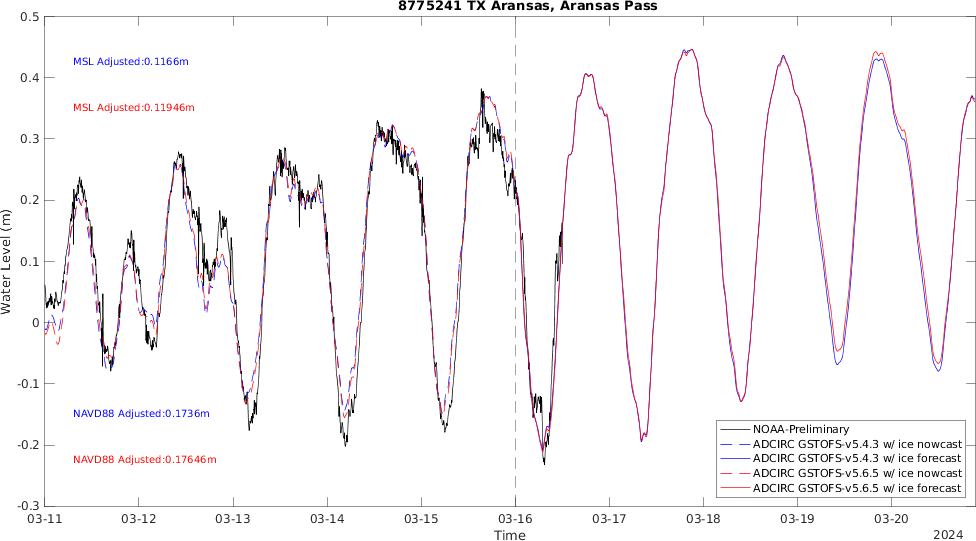 8775241 TX Aransas, Aransas Pass
MSL Adjusted:0.1166m
MSL Adjusted:0.11946m
NAVD88 Adjusted:0.1736m
NAVD88 Adjusted:0.17646m
Water Level (m)
0.5
0.4
0.3
0.2
0.1
0
-0.1
-0.2
-0.3
NOAA-Preliminary
ADCIRC GSTOFS-v5.4.3 w/ ice nowcast
ADCIRC GSTOFS-v5.4.3 w/ ice forecast
ADCIRC GSTOFS-v5.6.5 w/ ice nowcast
ADCIRC GSTOFS-v5.6.5 w/ ice forecast
03-11 03-12 03-13 03-14 03-15 03-16 03-17 03-18 03-19 03-20
Time
2024